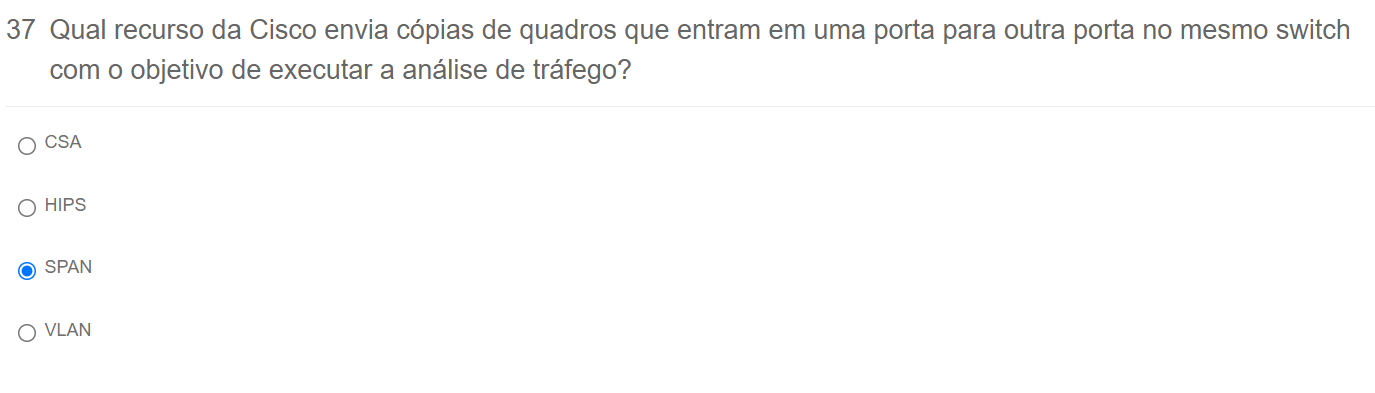 37 Qual recurso da Cisco envia cópias de quadros que entram em uma porta para outra porta no mesmo switch
com o objetivo de executar a análise de tráfego?
CSA
HIPS
SPAN
VLAN